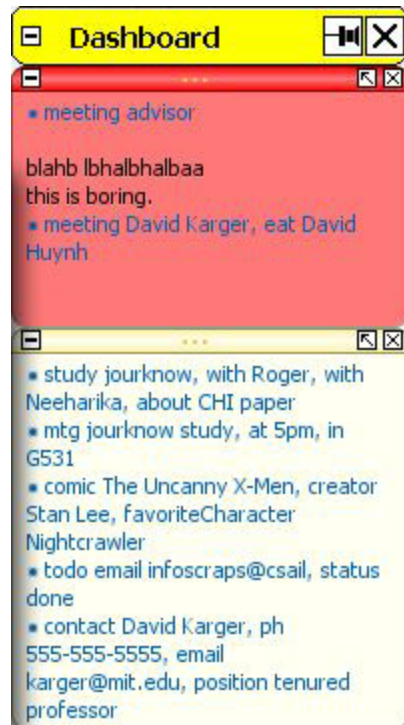 Dashboard
• meeting advisor
blahb lbhalbhalbaa
this is boring.
• meeting David Karger, eat David
Huynh
• study jourknow, with Roger, with
Neeharika, about CHI paper
• mtg jourknow study, at 5pm, in
G531
• comic The Uncanny X-Men, creator
Stan Lee, favoriteCharacter
Nightcrawler
• todo email infoscraps@csail, status
done
• contact David Karger, ph
555-555-5555, email
karger@mit.edu, position tenured
professor